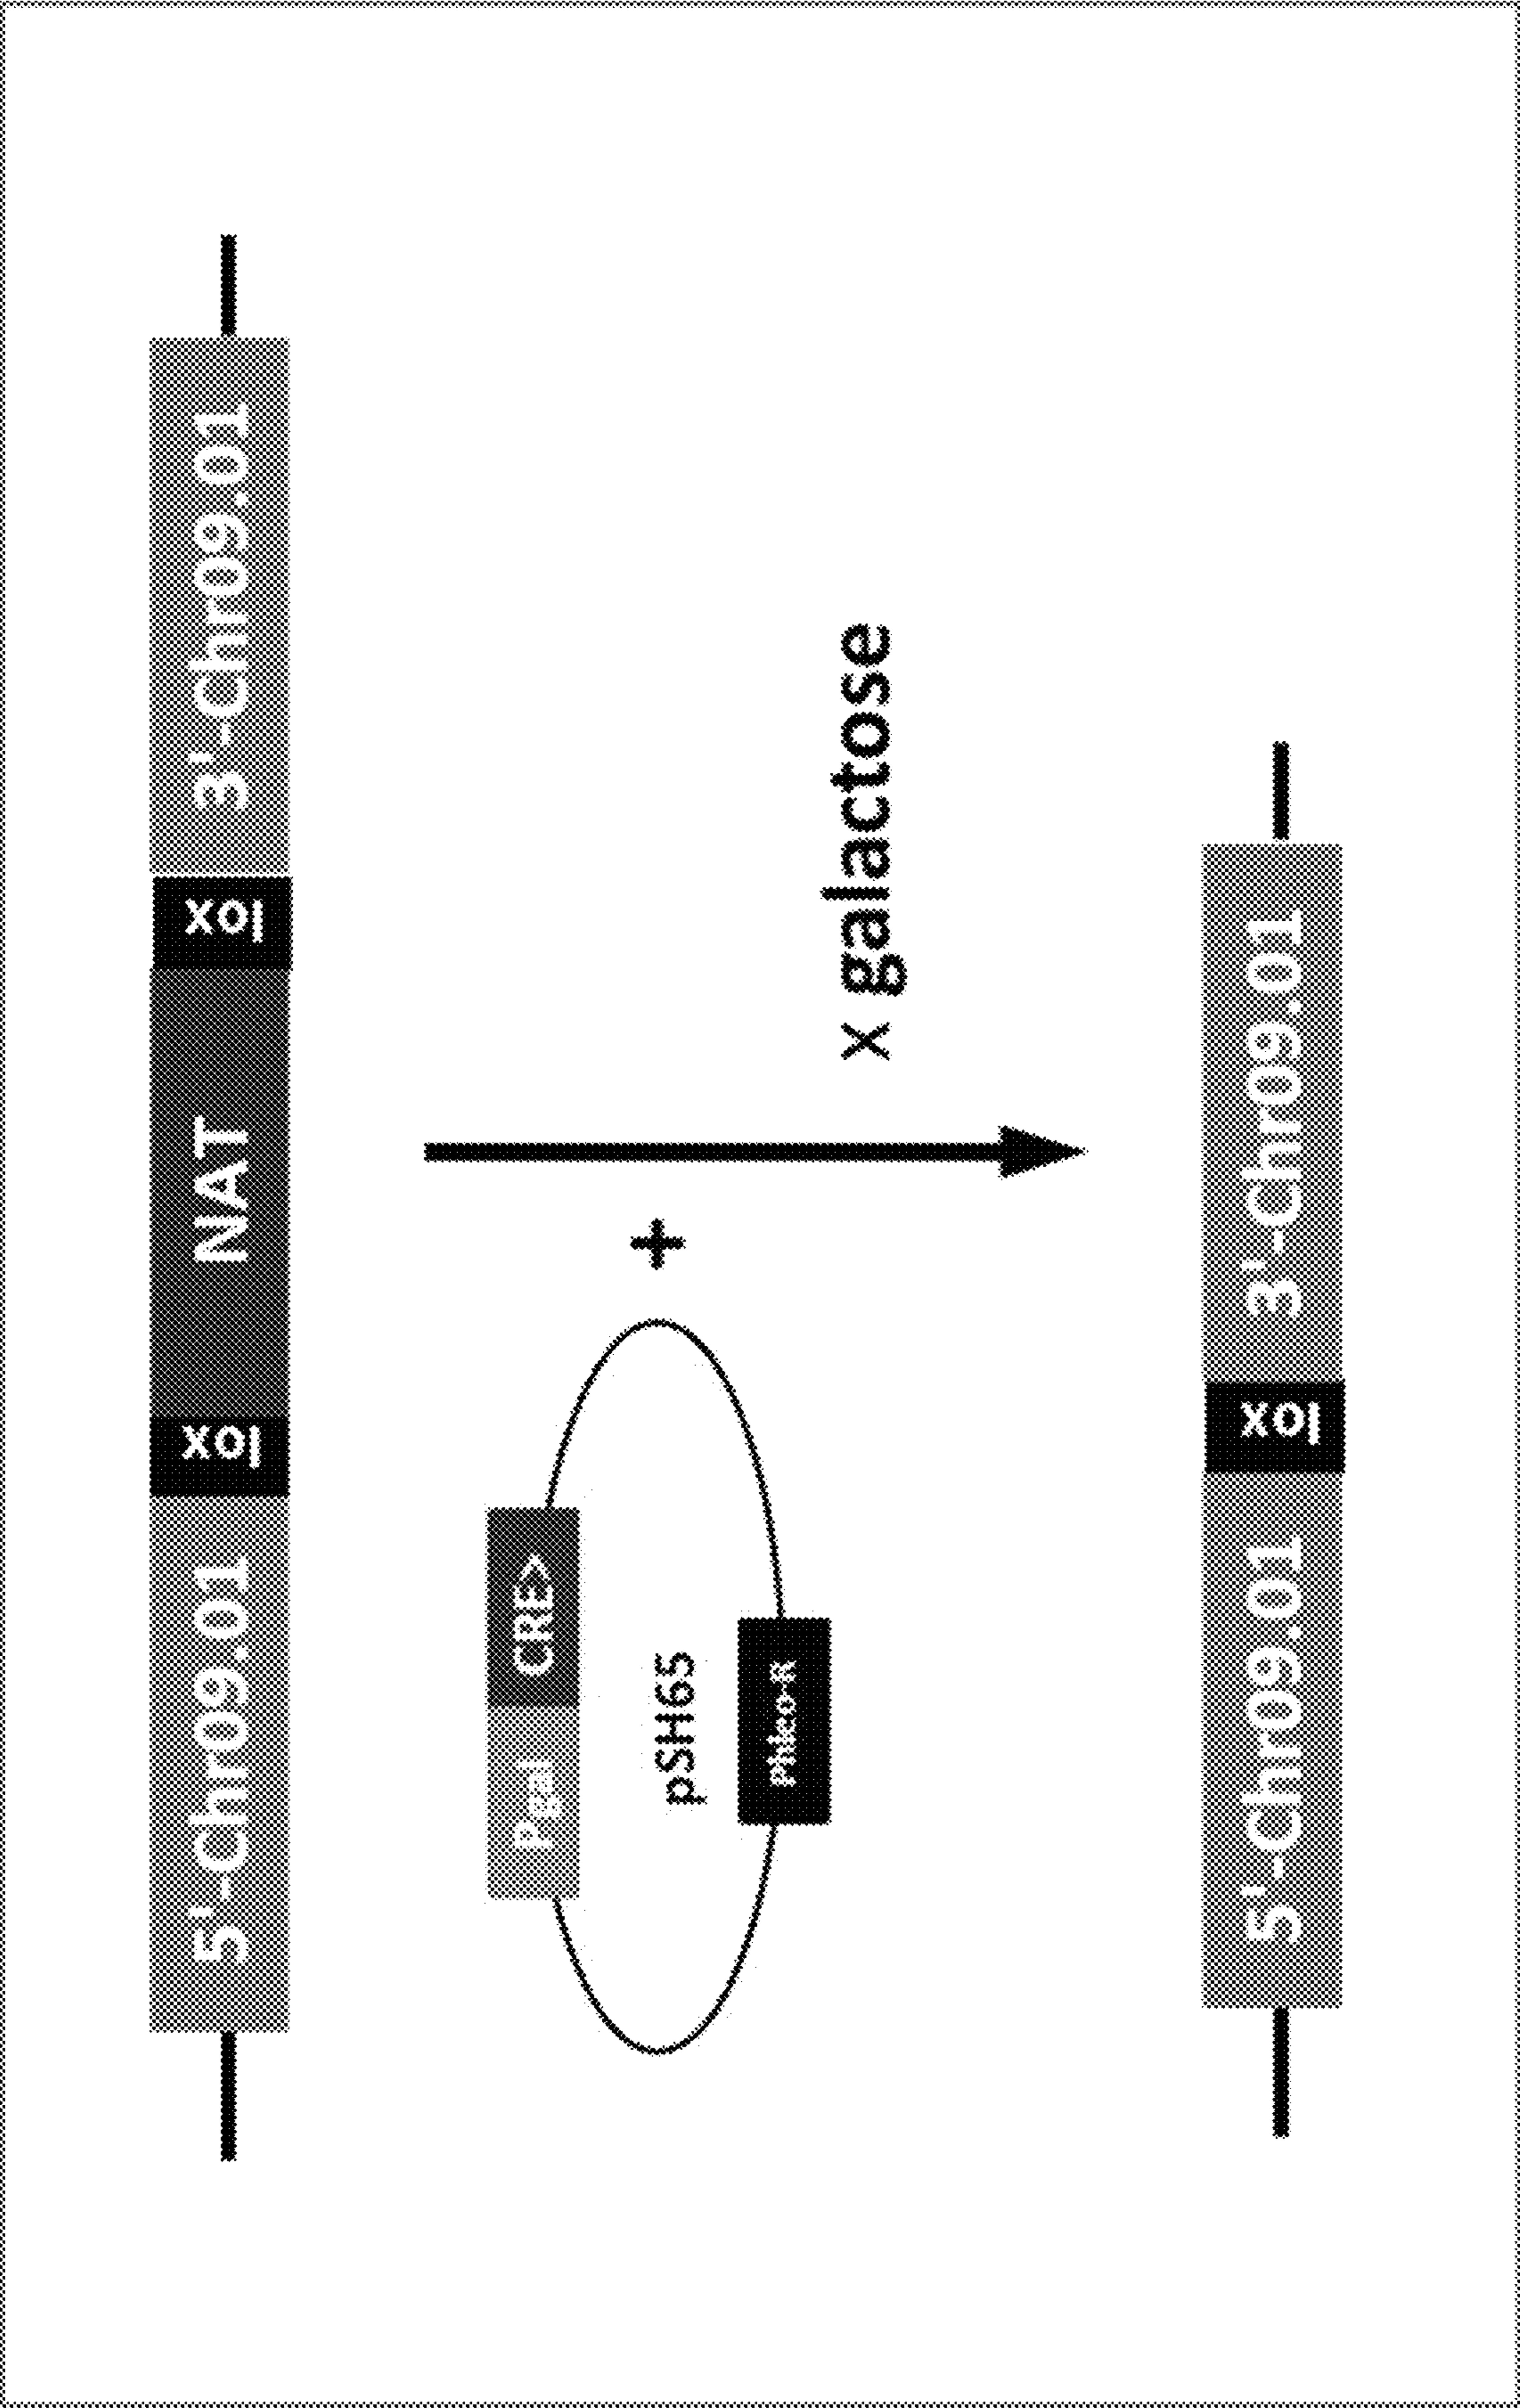 5'-Chr09.01 lox NAT lox 3'-Chr09.01
P gal CRE>
pSH65
Phleo-R
+
x galactose
5'-Chr09.01 lox 3'-Chr09.01